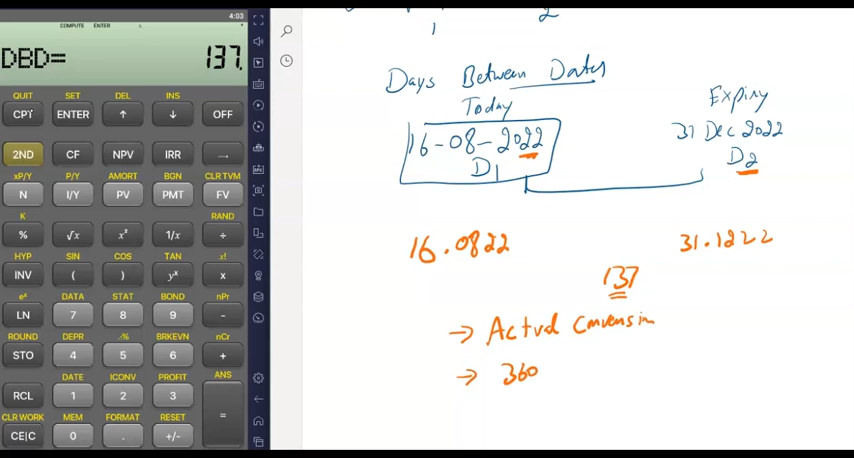 4:03
COMPUTE ENTER
DBD= 137.
QUIT SET DEL INS
CPT ENTER ↑ ↓ OFF
2ND CF NPV IRR →
xP/Y P/Y AMORT BGN CLR TVM
N I/Y PV PMT FV
K RAND
% √x x² 1/x ÷
HYP SIN COS TAN x!
INV ( ) yˣ x
eˣ DATA STAT BOND nPr
LN 7 8 9 -
ROUND DEPR Δ% BRKEVN nCr
STO 4 5 6 +
DATE ICONV PROFIT ANS
RCL 1 2 3 =
CLR WORK MEM FORMAT RESET
CE|C 0 . +/-
Days Between Dates
Today Expiry
16-08-2022 31 Dec 2022
D1 D2
16.0822 31.1222
137
→ Actual Convension
→ 360